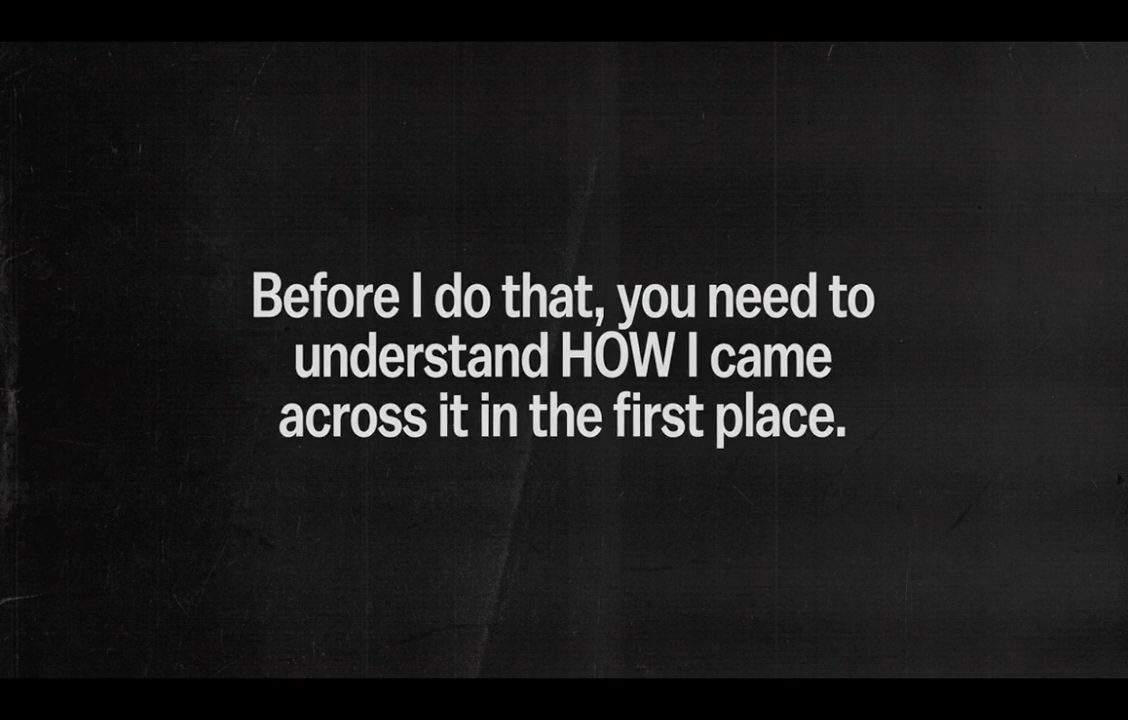 Before I do that, you need to
understand HOW I came
across it in the first place.